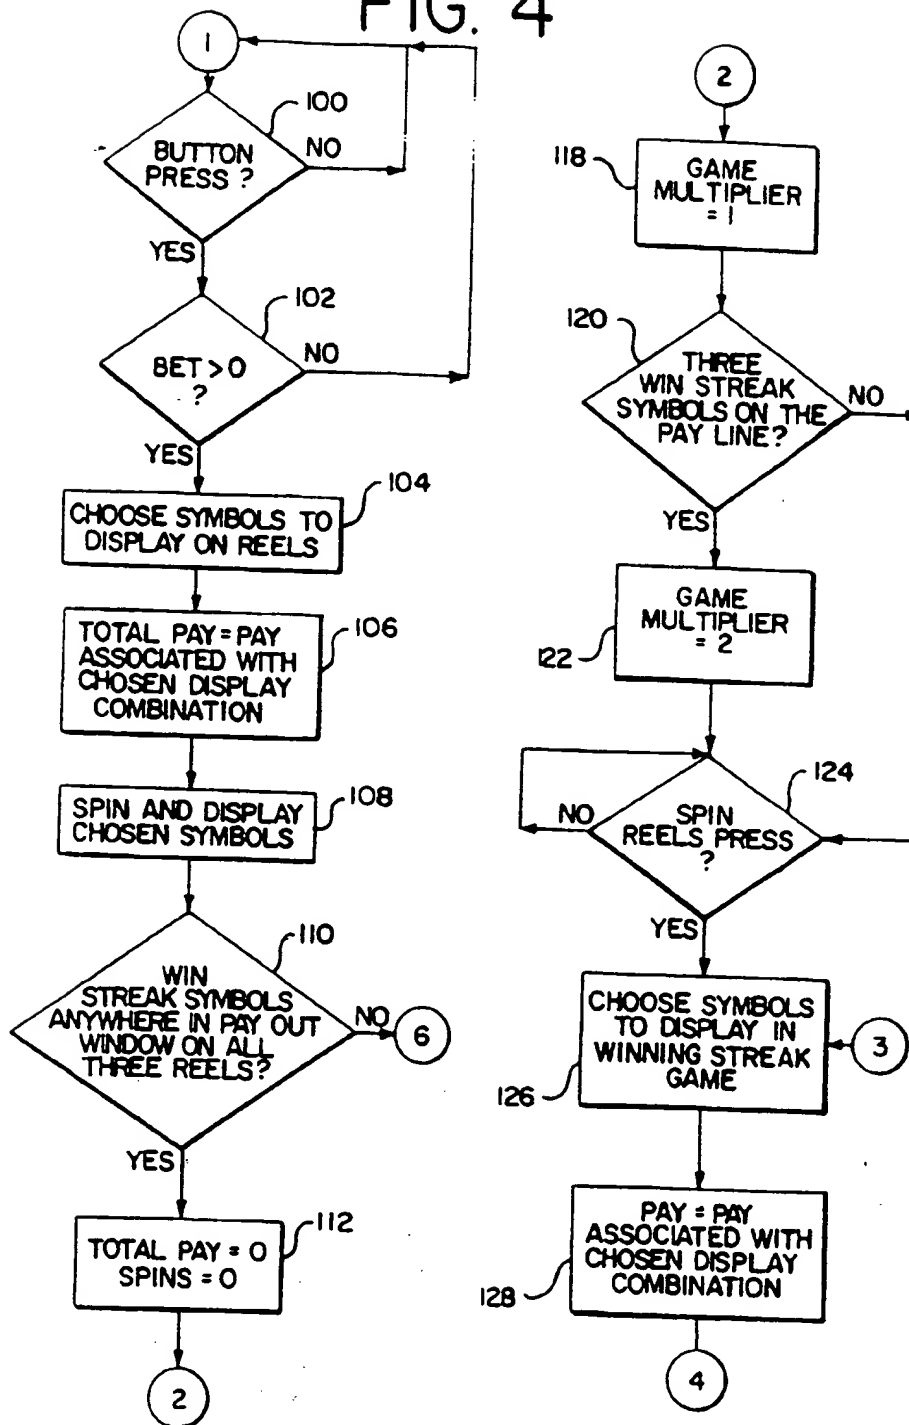 FIG. 4
1
100
BUTTON
PRESS ?
NO
YES
102
BET > 0
?
NO
YES
104
CHOOSE SYMBOLS TO
DISPLAY ON REELS
106
TOTAL PAY = PAY
ASSOCIATED WITH
CHOSEN DISPLAY
COMBINATION
108
SPIN AND DISPLAY
CHOSEN SYMBOLS
110
WIN
STREAK SYMBOLS
ANYWHERE IN PAY OUT
WINDOW ON ALL
THREE REELS?
NO
6
YES
112
TOTAL PAY = 0
SPINS = 0
2
2
118
GAME
MULTIPLIER
= 1
120
THREE
WIN STREAK
SYMBOLS ON THE
PAY LINE?
NO
YES
GAME
MULTIPLIER
= 2
122
124
SPIN
REELS PRESS
?
NO
YES
CHOOSE SYMBOLS
TO DISPLAY IN
WINNING STREAK
GAME
3
126
PAY = PAY
ASSOCIATED WITH
CHOSEN DISPLAY
COMBINATION
128
4